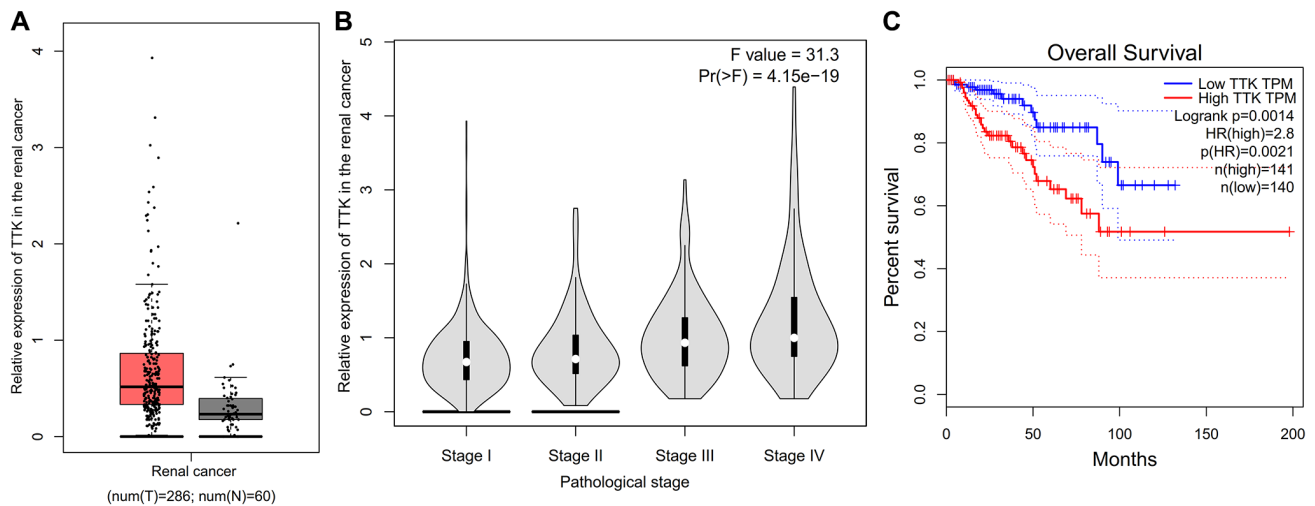 A
Relative expression of TTK in the renal cancer
4
3
2
1
0
Renal cancer
(num(T)=286; num(N)=60)
B
Relative expression of TTK in the renal cancer
5
4
3
2
1
0
F value = 31.3
Pr(>F) = 4.15e−19
Stage I
Stage II
Stage III
Stage IV
Pathological stage
C
Overall Survival
Percent survival
1.0
0.8
0.6
0.4
0.2
0.0
Low TTK TPM
High TTK TPM
Logrank p=0.0014
HR(high)=2.8
p(HR)=0.0021
n(high)=141
n(low)=140
0
50
100
150
200
Months